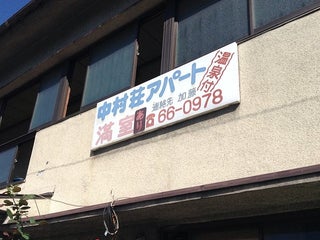 中村荘アパート
温泉付
連絡先 加藤
満室
☎66-0978